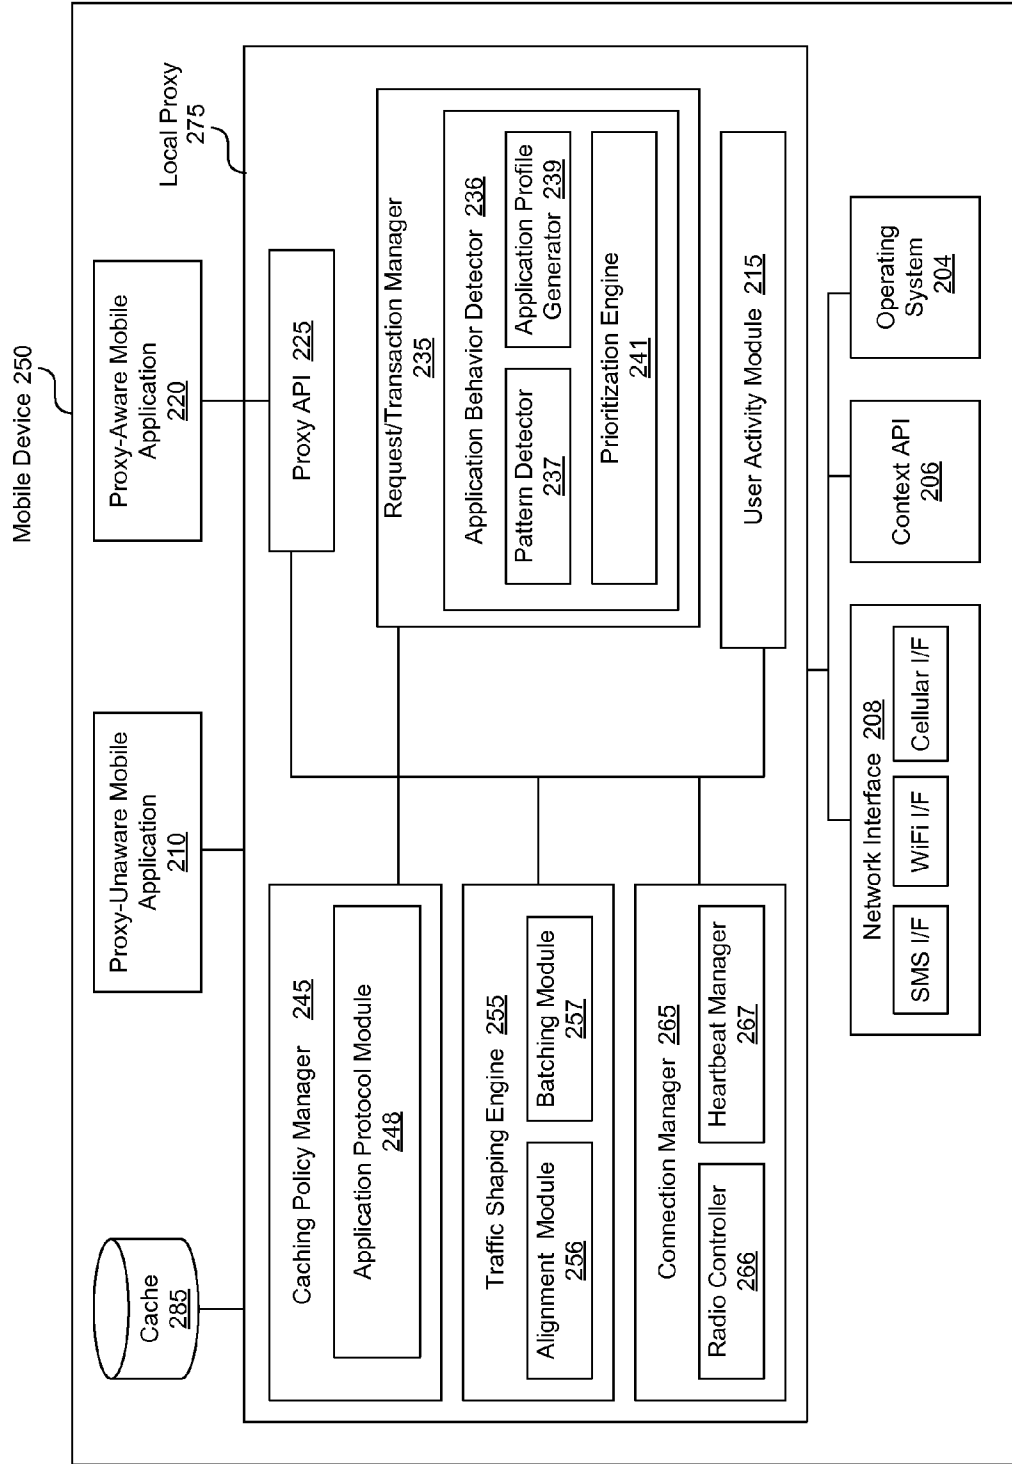 Mobile Device 250
Cache
285
Proxy-Unaware Mobile
Application
210
Proxy-Aware Mobile
Application
220
Local Proxy
275
Caching Policy Manager 245
Application Protocol Module
248
Traffic Shaping Engine 255
Alignment Module
256
Batching Module
257
Connection Manager 265
Radio Controller
266
Heartbeat Manager
267
Proxy API 225
Request/Transaction Manager
235
Application Behavior Detector 236
Pattern Detector
237
Application Profile
Generator 239
Prioritization Engine
241
User Activity Module 215
Network Interface 208
SMS I/F
WiFi I/F
Cellular I/F
Context API
206
Operating
System
204